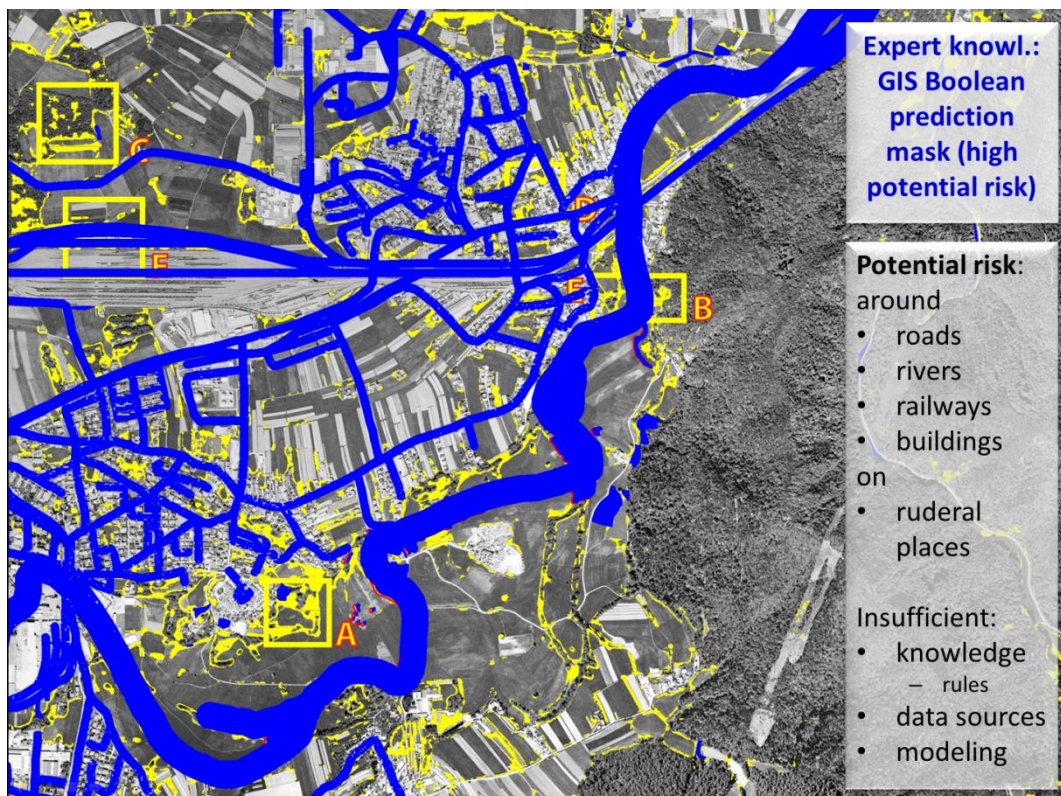 Expert knowl.:
GIS Boolean
prediction
mask (high
potential risk)
Potential risk:
around
• roads
• rivers
• railways
• buildings
on
• ruderal
places
Insufficient:
• knowledge
– rules
• data sources
• modeling
C
D
E
B
A